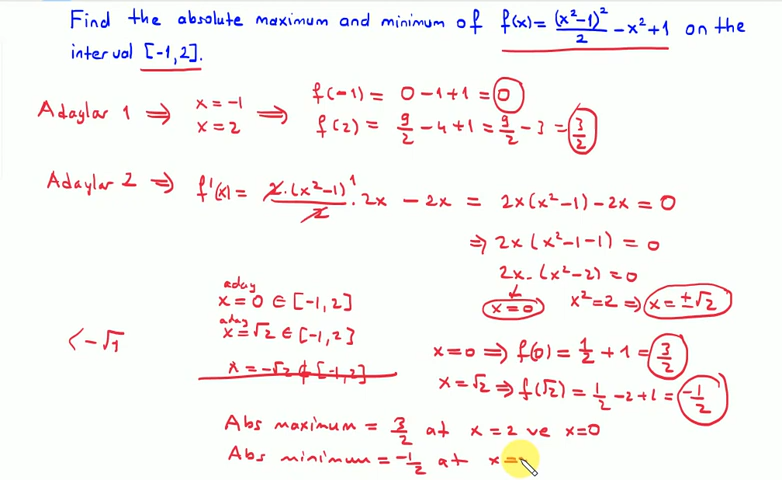 Find the absolute maximum and minimum of f(x)= (x²-1)²/2 - x²+1 on the
interval [-1,2].
Adaylar 1 ⇒ x=-1 ⇒ f(-1) = 0-1+1 = 0
x=2 f(2) = 9/2 -4+1 = 9/2 - 3 = 3/2
Adaylar 2 ⇒ f'(x) = 2.(x²-1)¹/2 . 2x - 2x = 2x(x²-1) - 2x = 0
⇒ 2x(x²-1-1) = 0
2x.(x²-2) = 0
x=0 x²=2 ⇒ x=±√2
aday
x=0 ∈ [-1,2]
aday
x=√2 ∈ [-1,2]
x=-√2 ∉ [-1,2]
<-√1
x=0 ⇒ f(0) = 1/2 + 1 = 3/2
x=√2 ⇒ f(√2) = 1/2 -2+1 = -1/2
Abs maximum = 3/2 at x=2 ve x=0
Abs minimum = -1/2 at x=